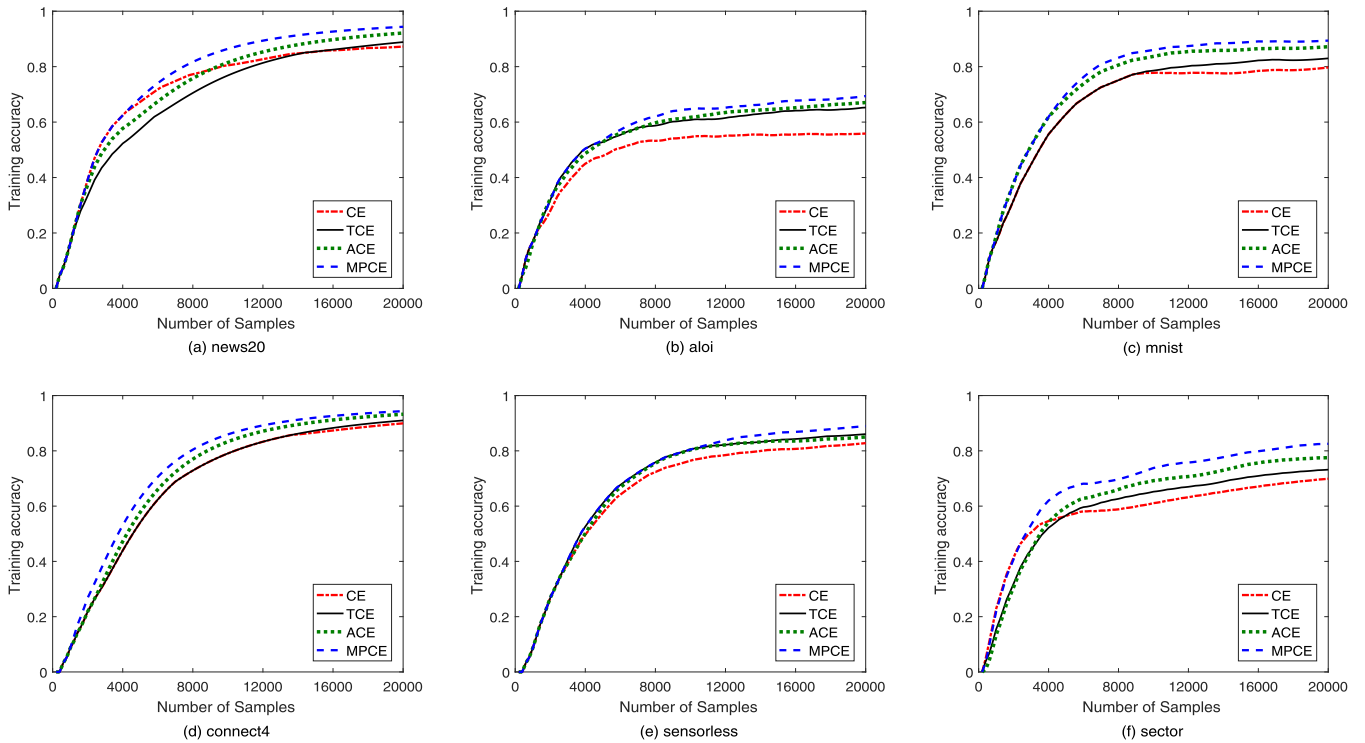 Training accuracy
1
0.8
0.6
0.4
0.2
0
0 4000 8000 12000 16000 20000
Number of Samples
CE
TCE
ACE
MPCE
(a) news20
Training accuracy
1
0.8
0.6
0.4
0.2
0
0 4000 8000 12000 16000 20000
Number of Samples
CE
TCE
ACE
MPCE
(b) aloi
Training accuracy
1
0.8
0.6
0.4
0.2
0
0 4000 8000 12000 16000 20000
Number of Samples
CE
TCE
ACE
MPCE
(c) mnist
Training accuracy
1
0.8
0.6
0.4
0.2
0
0 4000 8000 12000 16000 20000
Number of Samples
CE
TCE
ACE
MPCE
(d) connect4
Training accuracy
1
0.8
0.6
0.4
0.2
0
0 4000 8000 12000 16000 20000
Number of Samples
CE
TCE
ACE
MPCE
(e) sensorless
Training accuracy
1
0.8
0.6
0.4
0.2
0
0 4000 8000 12000 16000 20000
Number of Samples
CE
TCE
ACE
MPCE
(f) sector